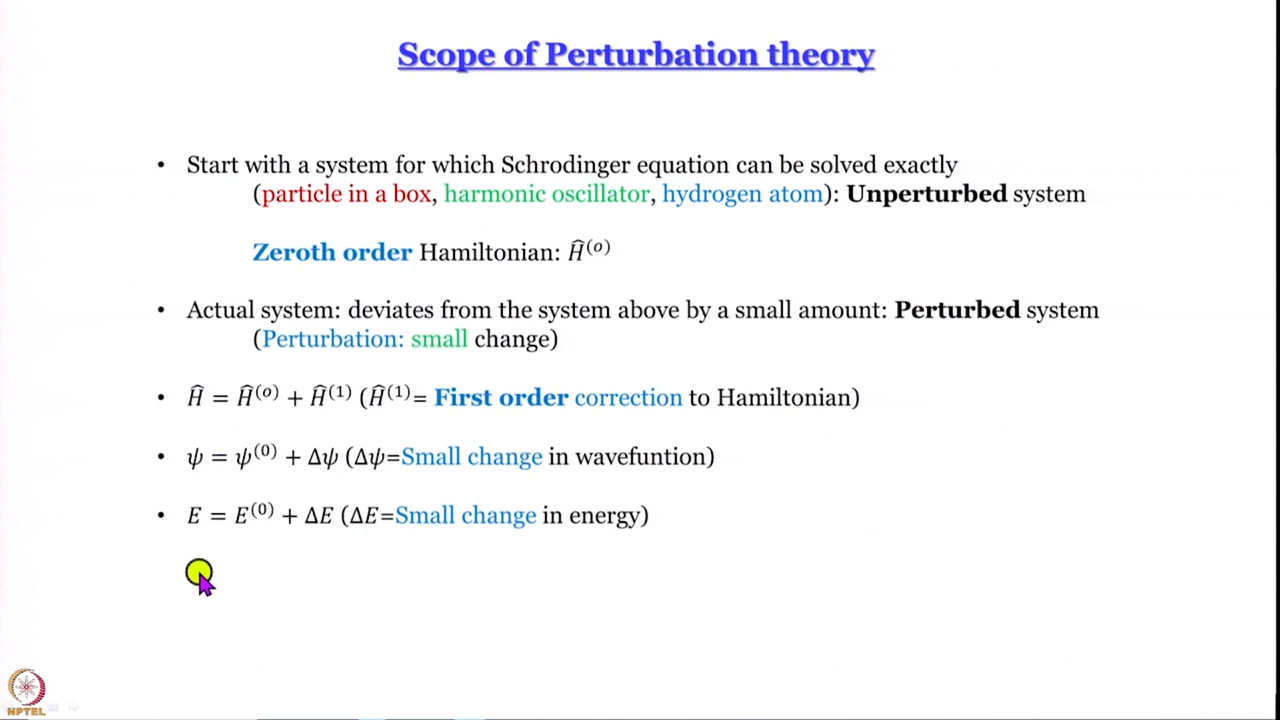 Scope of Perturbation theory
• Start with a system for which Schrodinger equation can be solved exactly
(particle in a box, harmonic oscillator, hydrogen atom): Unperturbed system
Zeroth order Hamiltonian: Ĥ^(o)
• Actual system: deviates from the system above by a small amount: Perturbed system
(Perturbation: small change)
• Ĥ = Ĥ^(o) + Ĥ^(1) (Ĥ^(1)= First order correction to Hamiltonian)
• ψ = ψ^(0) + Δψ (Δψ=Small change in wavefuntion)
• E = E^(0) + ΔE (ΔE=Small change in energy)
NPTEL